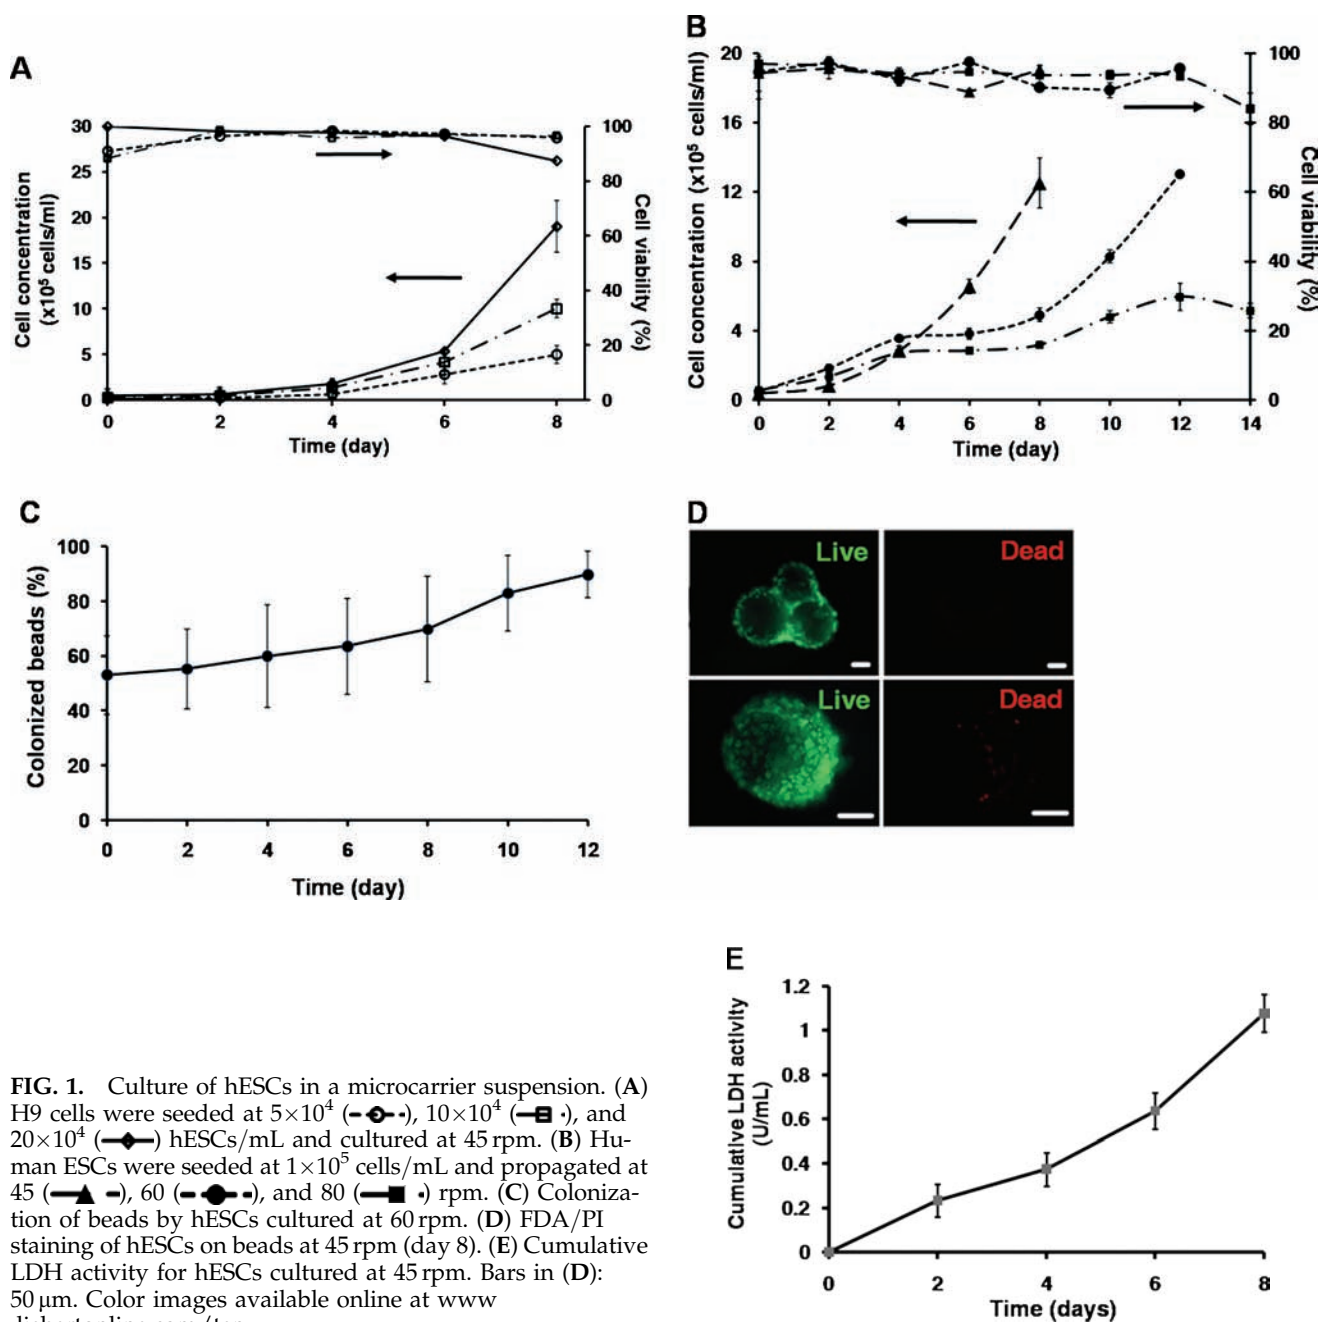 A
30
25
20
15
10
5
0
100
80
60
40
20
0
0 2 4 6 8
Cell concentration
(x10⁵ cells/ml)
Cell viability (%)
Time (day)
B
20
16
12
8
4
0
100
80
60
40
20
0
0 2 4 6 8 10 12 14
Cell concentration (x10⁵ cells/ml)
Cell viability (%)
Time (day)
C
100
80
60
40
20
0
0 2 4 6 8 10 12
Colonized beads (%)
Time (day)
D
Live Dead
Live Dead
E
1.2
1
0.8
0.6
0.4
0.2
0
0 2 4 6 8
Cumulative LDH activity
(U/mL)
Time (days)
FIG. 1. Culture of hESCs in a microcarrier suspension. (A)
H9 cells were seeded at 5×10⁴ ( ), 10×10⁴ ( ), and
20×10⁴ ( ) hESCs/mL and cultured at 45 rpm. (B) Hu-
man ESCs were seeded at 1×10⁵ cells/mL and propagated at
45 ( ), 60 ( ), and 80 ( ) rpm. (C) Coloniza-
tion of beads by hESCs cultured at 60 rpm. (D) FDA/PI
staining of hESCs on beads at 45 rpm (day 8). (E) Cumulative
LDH activity for hESCs cultured at 45 rpm. Bars in (D):
50 μm. Color images available online at www